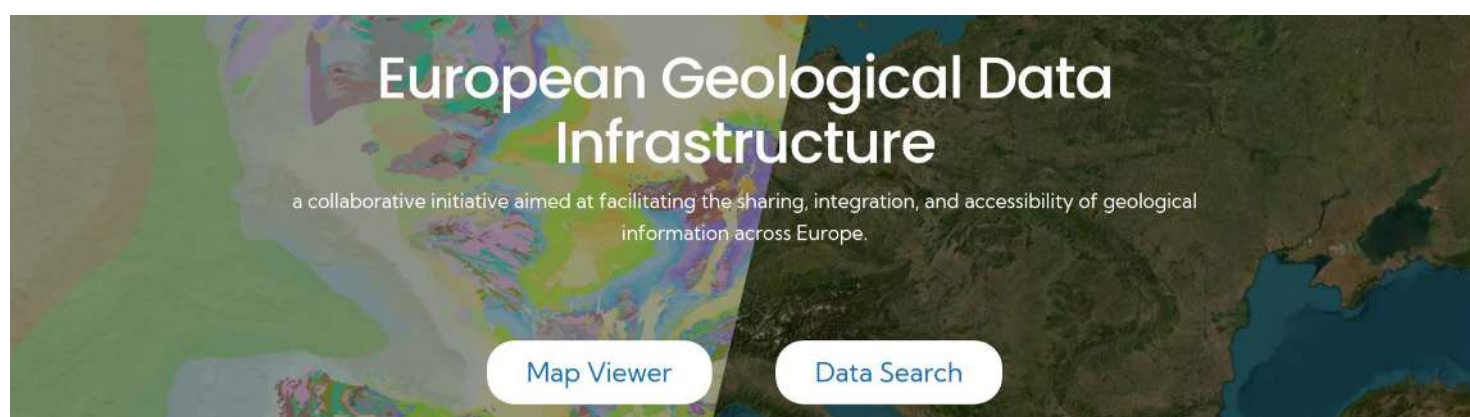 European Geological Data
Infrastructure
a collaborative initiative aimed at facilitating the sharing, integration, and accessibility of geological
information across Europe.
Map Viewer
Data Search